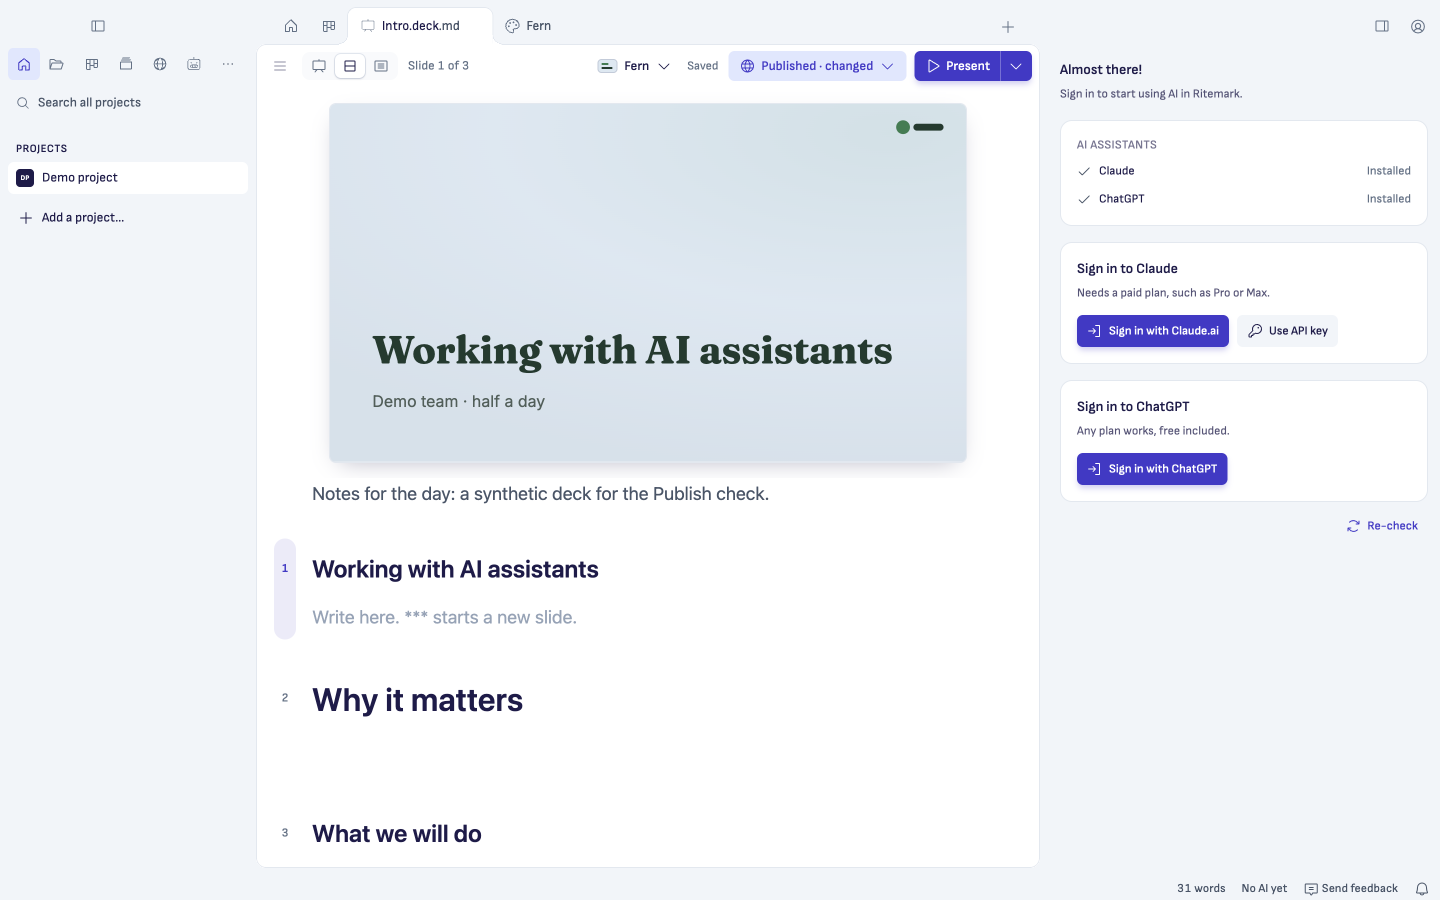 Intro.deck.md
Fern
Search all projects
PROJECTS
DP
Demo project
Add a project...
Slide 1 of 3
Fern
Saved
Published · changed
Present
Working with AI assistants
Demo team · half a day
Notes for the day: a synthetic deck for the Publish check.
1
Working with AI assistants
Write here. *** starts a new slide.
2
Why it matters
3
What we will do
Almost there!
Sign in to start using AI in Ritemark.
AI ASSISTANTS
Claude Installed
ChatGPT Installed
Sign in to Claude
Needs a paid plan, such as Pro or Max.
Sign in with Claude.ai
Use API key
Sign in to ChatGPT
Any plan works, free included.
Sign in with ChatGPT
Re-check
31 words
No AI yet
Send feedback